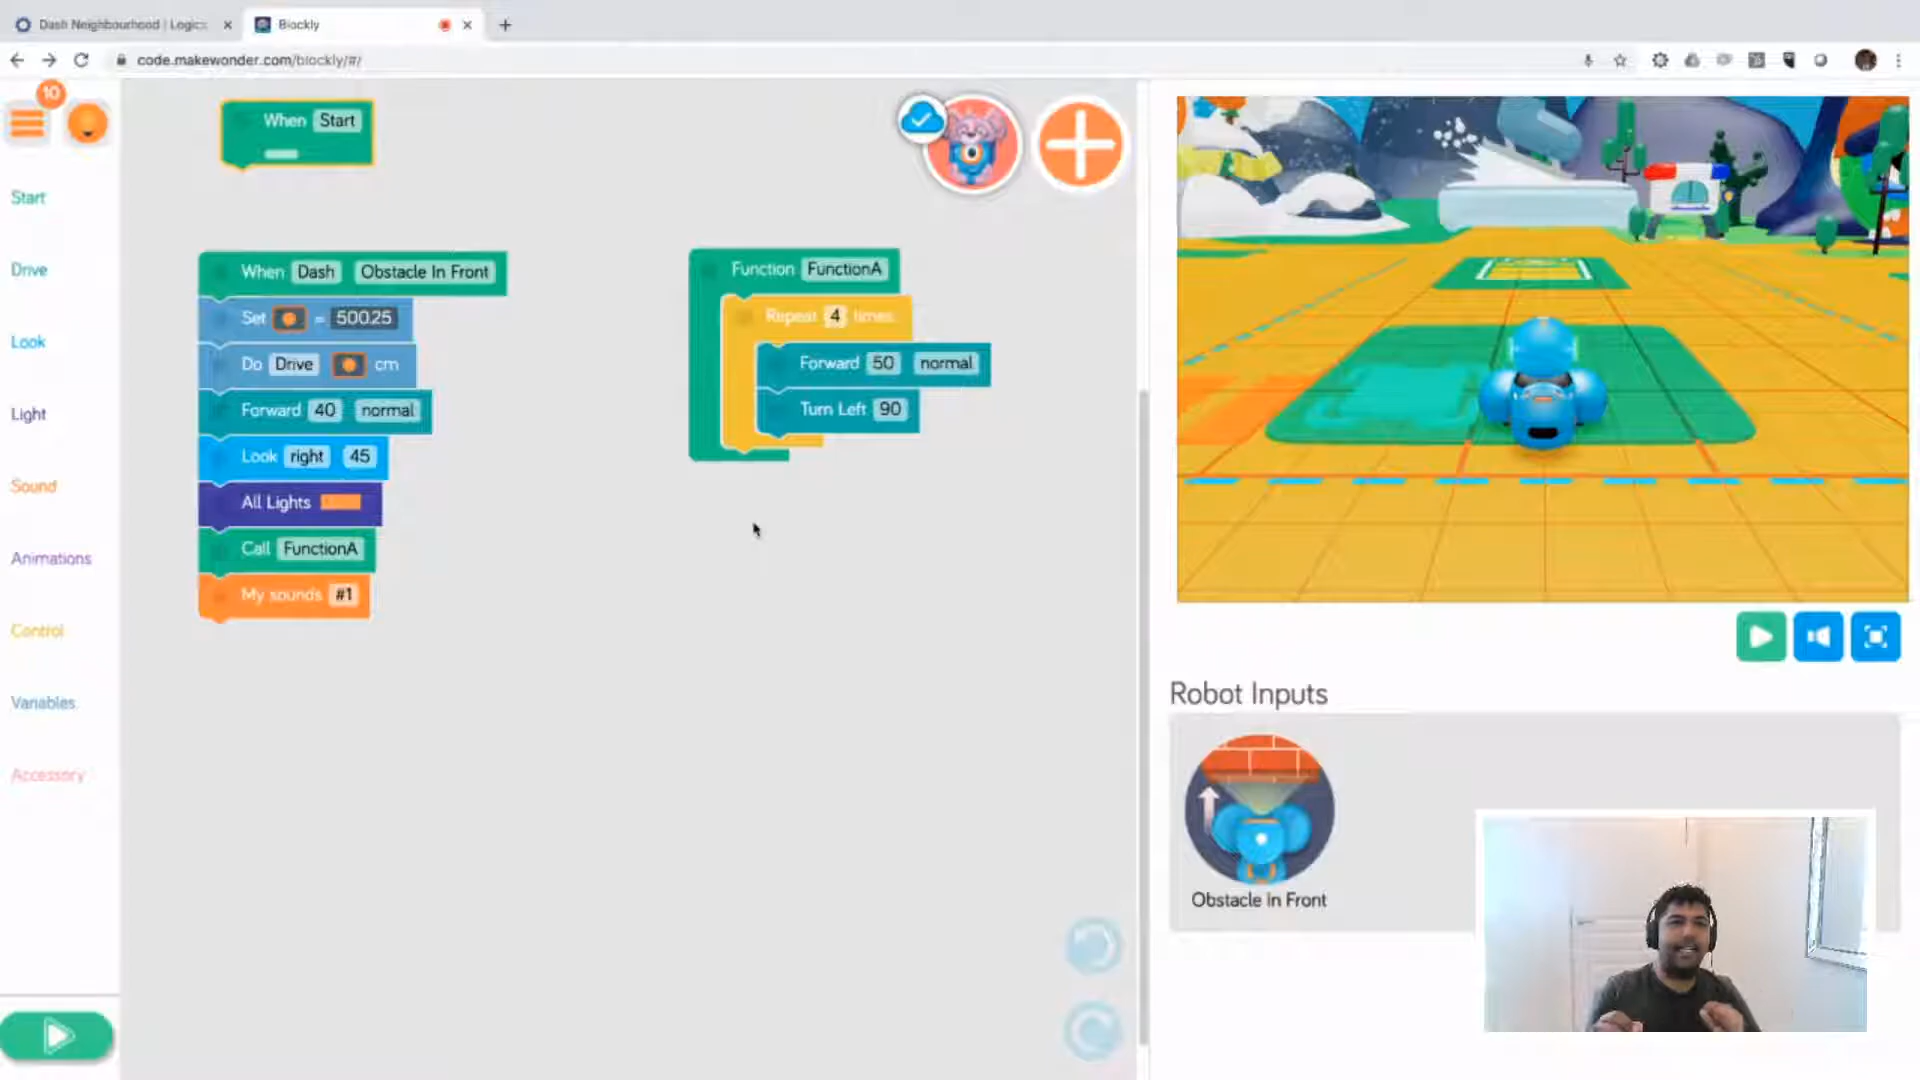 Dash Neighbourhood | Logics
Blockly
code.makewonder.com/blockly/#/
10
When Start
Start
Drive
Look
Light
Sound
Animations
Control
Variables
Accessory
When Dash Obstacle In Front
Set = 500.25
Do Drive cm
Forward 40 normal
Look right 45
All Lights
Call FunctionA
My sounds #1
Function FunctionA
Repeat 4 times
Forward 50 normal
Turn Left 90
Robot Inputs
Obstacle In Front